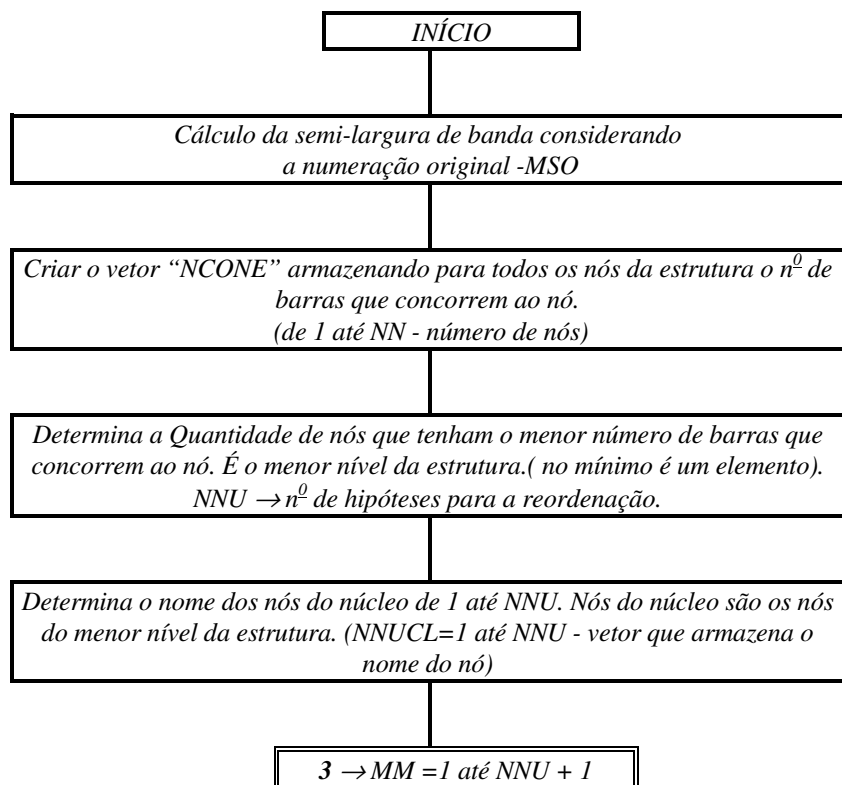 INÍCIO
Cálculo da semi-largura de banda considerando
a numeração original -MSO
Criar o vetor “NCONE” armazenando para todos os nós da estrutura o n⁰ de
barras que concorrem ao nó.
(de 1 até NN - número de nós)
Determina a Quantidade de nós que tenham o menor número de barras que
concorrem ao nó. É o menor nível da estrutura.( no mínimo é um elemento).
NNU → n⁰ de hipóteses para a reordenação.
Determina o nome dos nós do núcleo de 1 até NNU. Nós do núcleo são os nós
do menor nível da estrutura. (NNUCL=1 até NNU - vetor que armazena o
nome do nó)
3 → MM =1 até NNU + 1